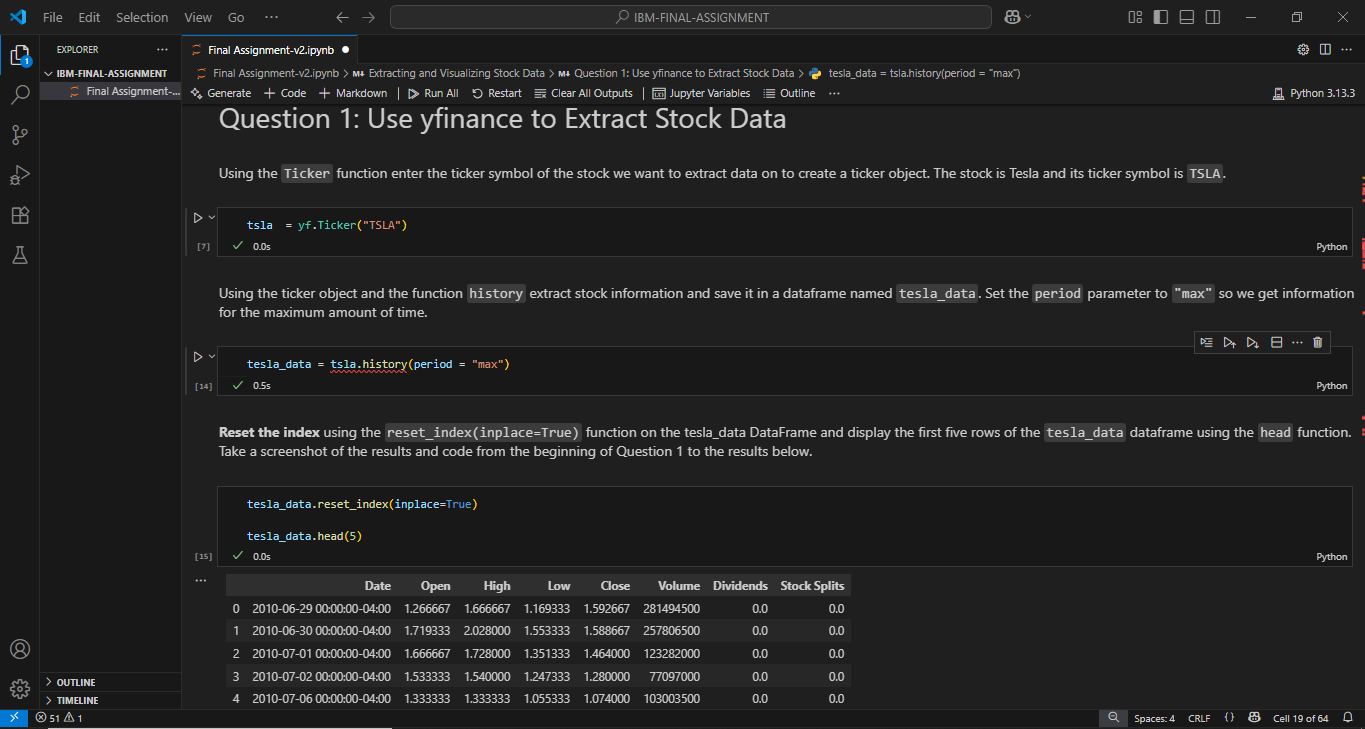 File Edit Selection View Go ··· IBM-FINAL-ASSIGNMENT
EXPLORER ···
IBM-FINAL-ASSIGNMENT
Final Assignment-...
1
Final Assignment-v2.ipynb
Final Assignment-v2.ipynb > M↓ Extracting and Visualizing Stock Data > M↓ Question 1: Use yfinance to Extract Stock Data > tesla_data = tsla.history(period = "max")
Generate + Code + Markdown | Run All Restart Clear All Outputs | Jupyter Variables Outline ··· Python 3.13.3
Question 1: Use yfinance to Extract Stock Data
Using the Ticker function enter the ticker symbol of the stock we want to extract data on to create a ticker object. The stock is Tesla and its ticker symbol is TSLA.
tsla  = yf.Ticker("TSLA")
[7] 0.0s Python
Using the ticker object and the function history extract stock information and save it in a dataframe named tesla_data. Set the period parameter to "max" so we get information
for the maximum amount of time.
tesla_data = tsla.history(period = "max")
[14] 0.5s Python
Reset the index using the reset_index(inplace=True) function on the tesla_data DataFrame and display the first five rows of the tesla_data dataframe using the head function.
Take a screenshot of the results and code from the beginning of Question 1 to the results below.
tesla_data.reset_index(inplace=True)
tesla_data.head(5)
[15] 0.0s Python
··· Date Open High Low Close Volume Dividends Stock Splits
0 2010-06-29 00:00:00-04:00 1.266667 1.666667 1.169333 1.592667 281494500 0.0 0.0
1 2010-06-30 00:00:00-04:00 1.719333 2.028000 1.553333 1.588667 257806500 0.0 0.0
2 2010-07-01 00:00:00-04:00 1.666667 1.728000 1.351333 1.464000 123282000 0.0 0.0
3 2010-07-02 00:00:00-04:00 1.533333 1.540000 1.247333 1.280000 77097000 0.0 0.0
4 2010-07-06 00:00:00-04:00 1.333333 1.333333 1.055333 1.074000 103003500 0.0 0.0
OUTLINE
TIMELINE
51 1 Spaces: 4 CRLF {} Cell 19 of 64